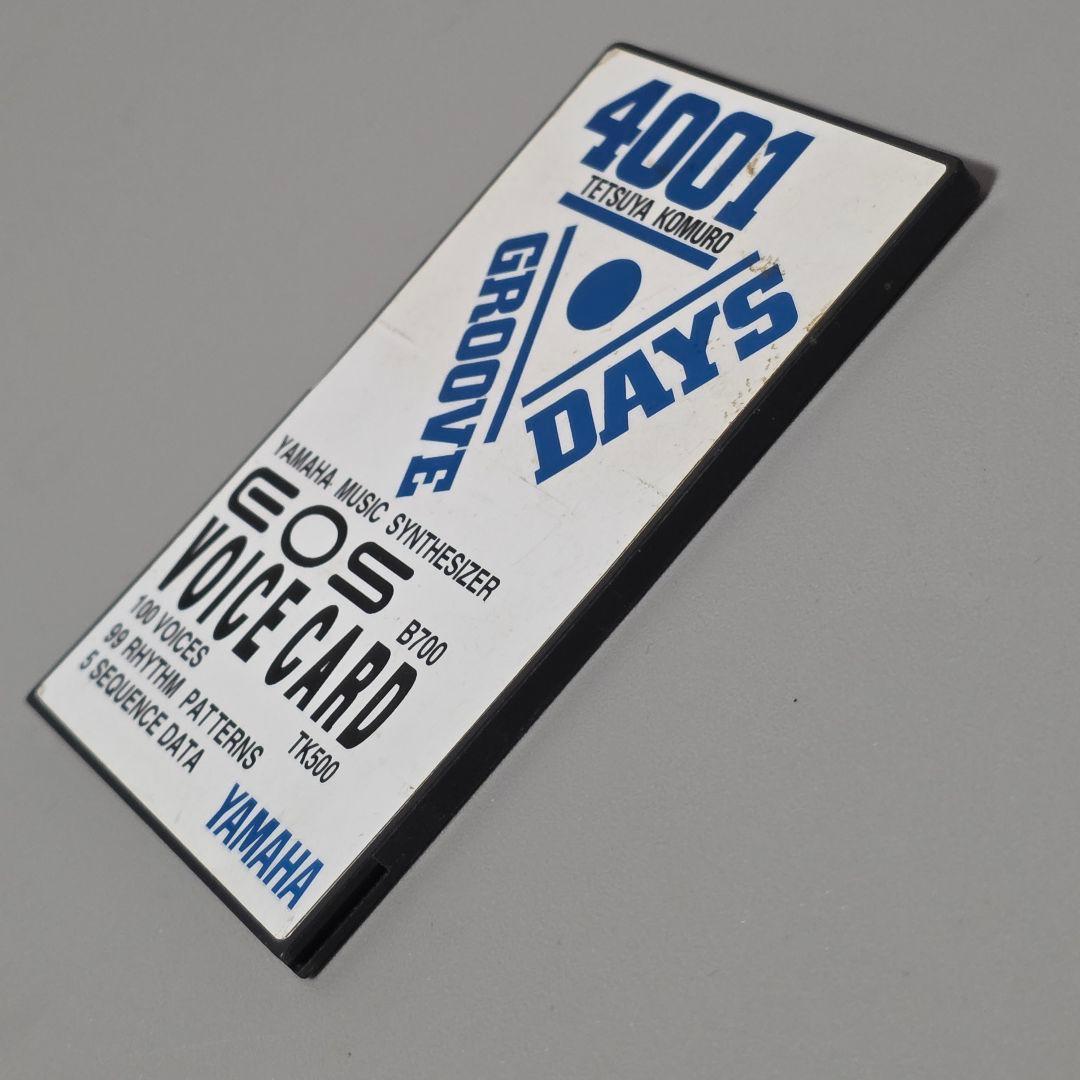 4001
TETSUYA KOMURO
GROOVE
DAYS
YAMAHA MUSIC SYNTHESIZER
EOS B700
VOICE CARD
100 VOICES
99 RHYTHM PATTERNS TK500
5 SEQUENCE DATA
YAMAHA